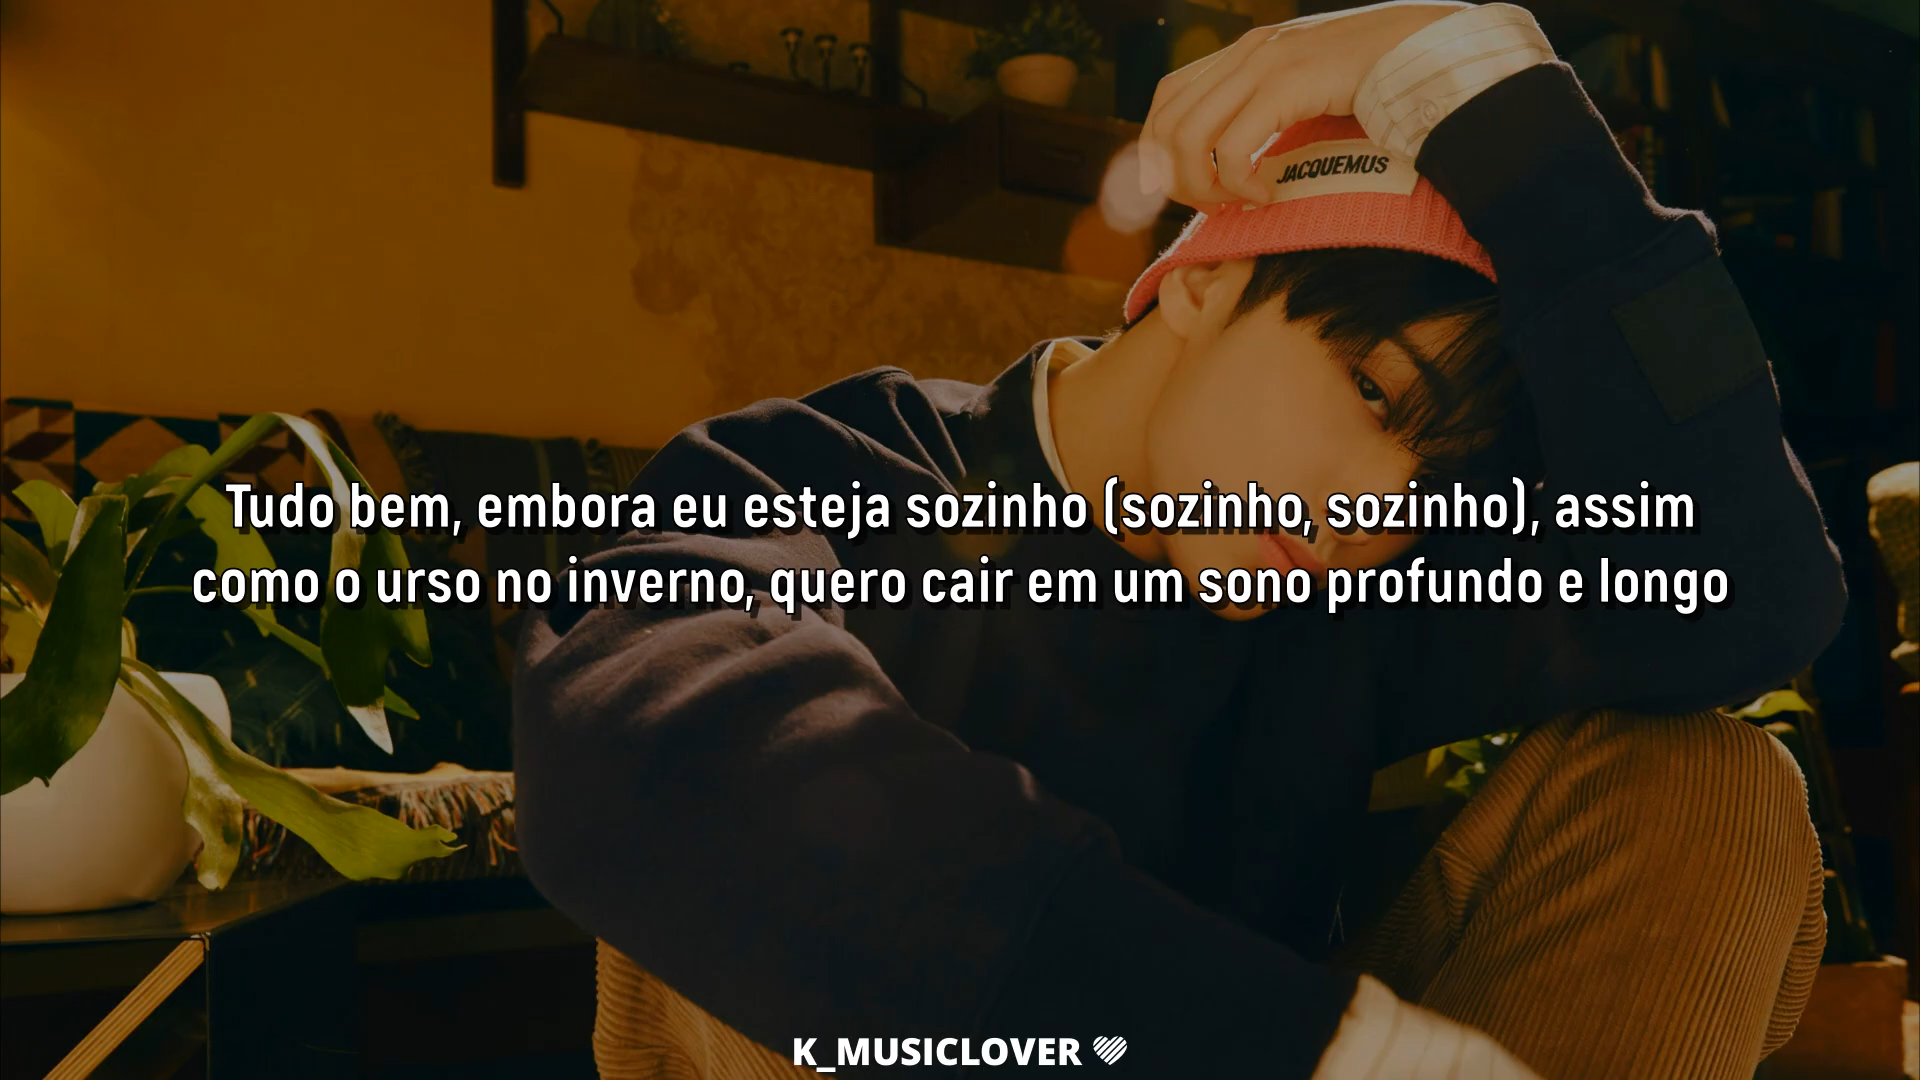 JACQUEMUS
Tudo bem, embora eu esteja sozinho (sozinho, sozinho), assim
como o urso no inverno, quero cair em um sono profundo e longo
K_MUSICLOVER